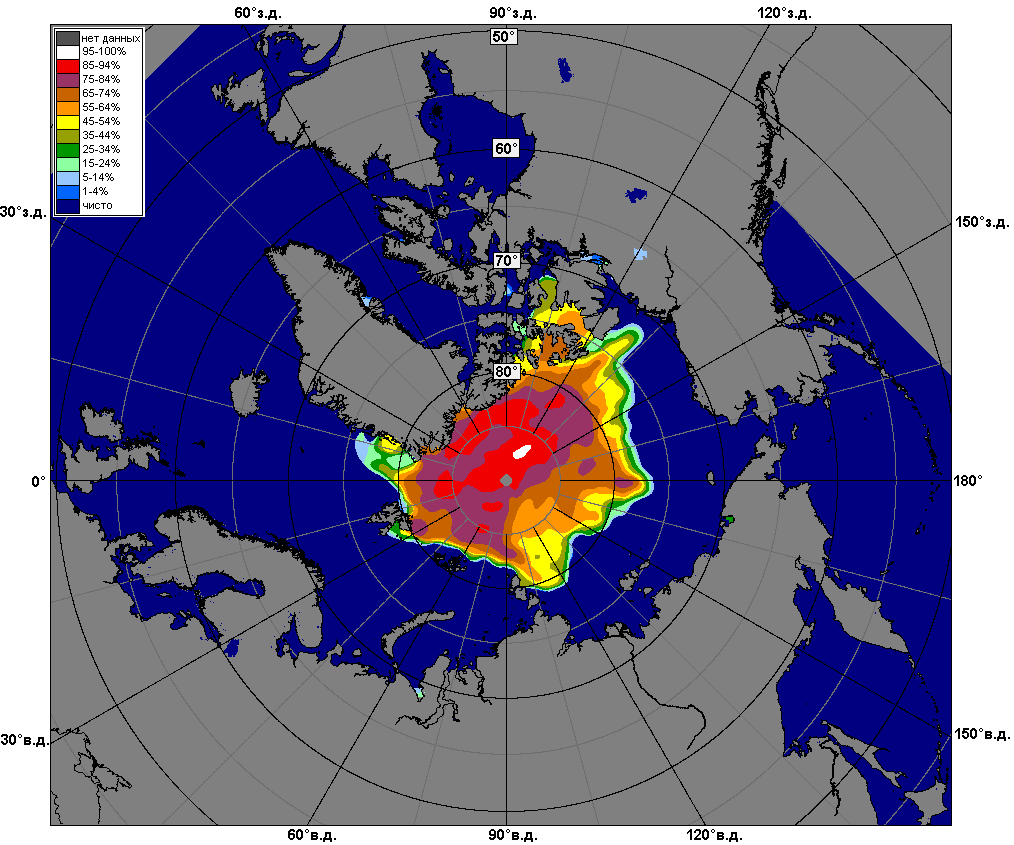 60°з.д.
90°з.д.
120°з.д.
50°
нет данных
95-100%
85-94%
75-84%
65-74%
55-64%
45-54%
35-44%
25-34%
15-24%
5-14%
1-4%
чисто
60°
30°з.д.
150°з.д.
70°
80°
0°
180°
30°в.д.
150°в.д.
60°в.д.
90°в.д.
120°в.д.